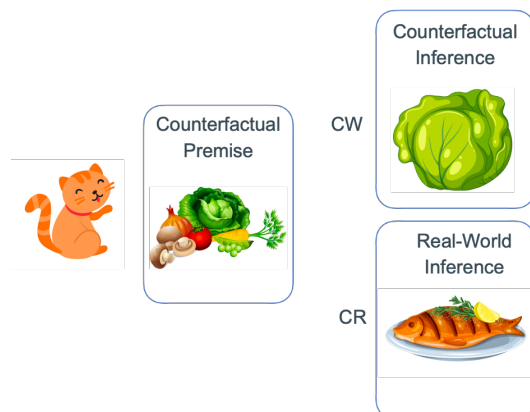 Counterfactual
Premise
CW
Counterfactual
Inference
CR
Real-World
Inference